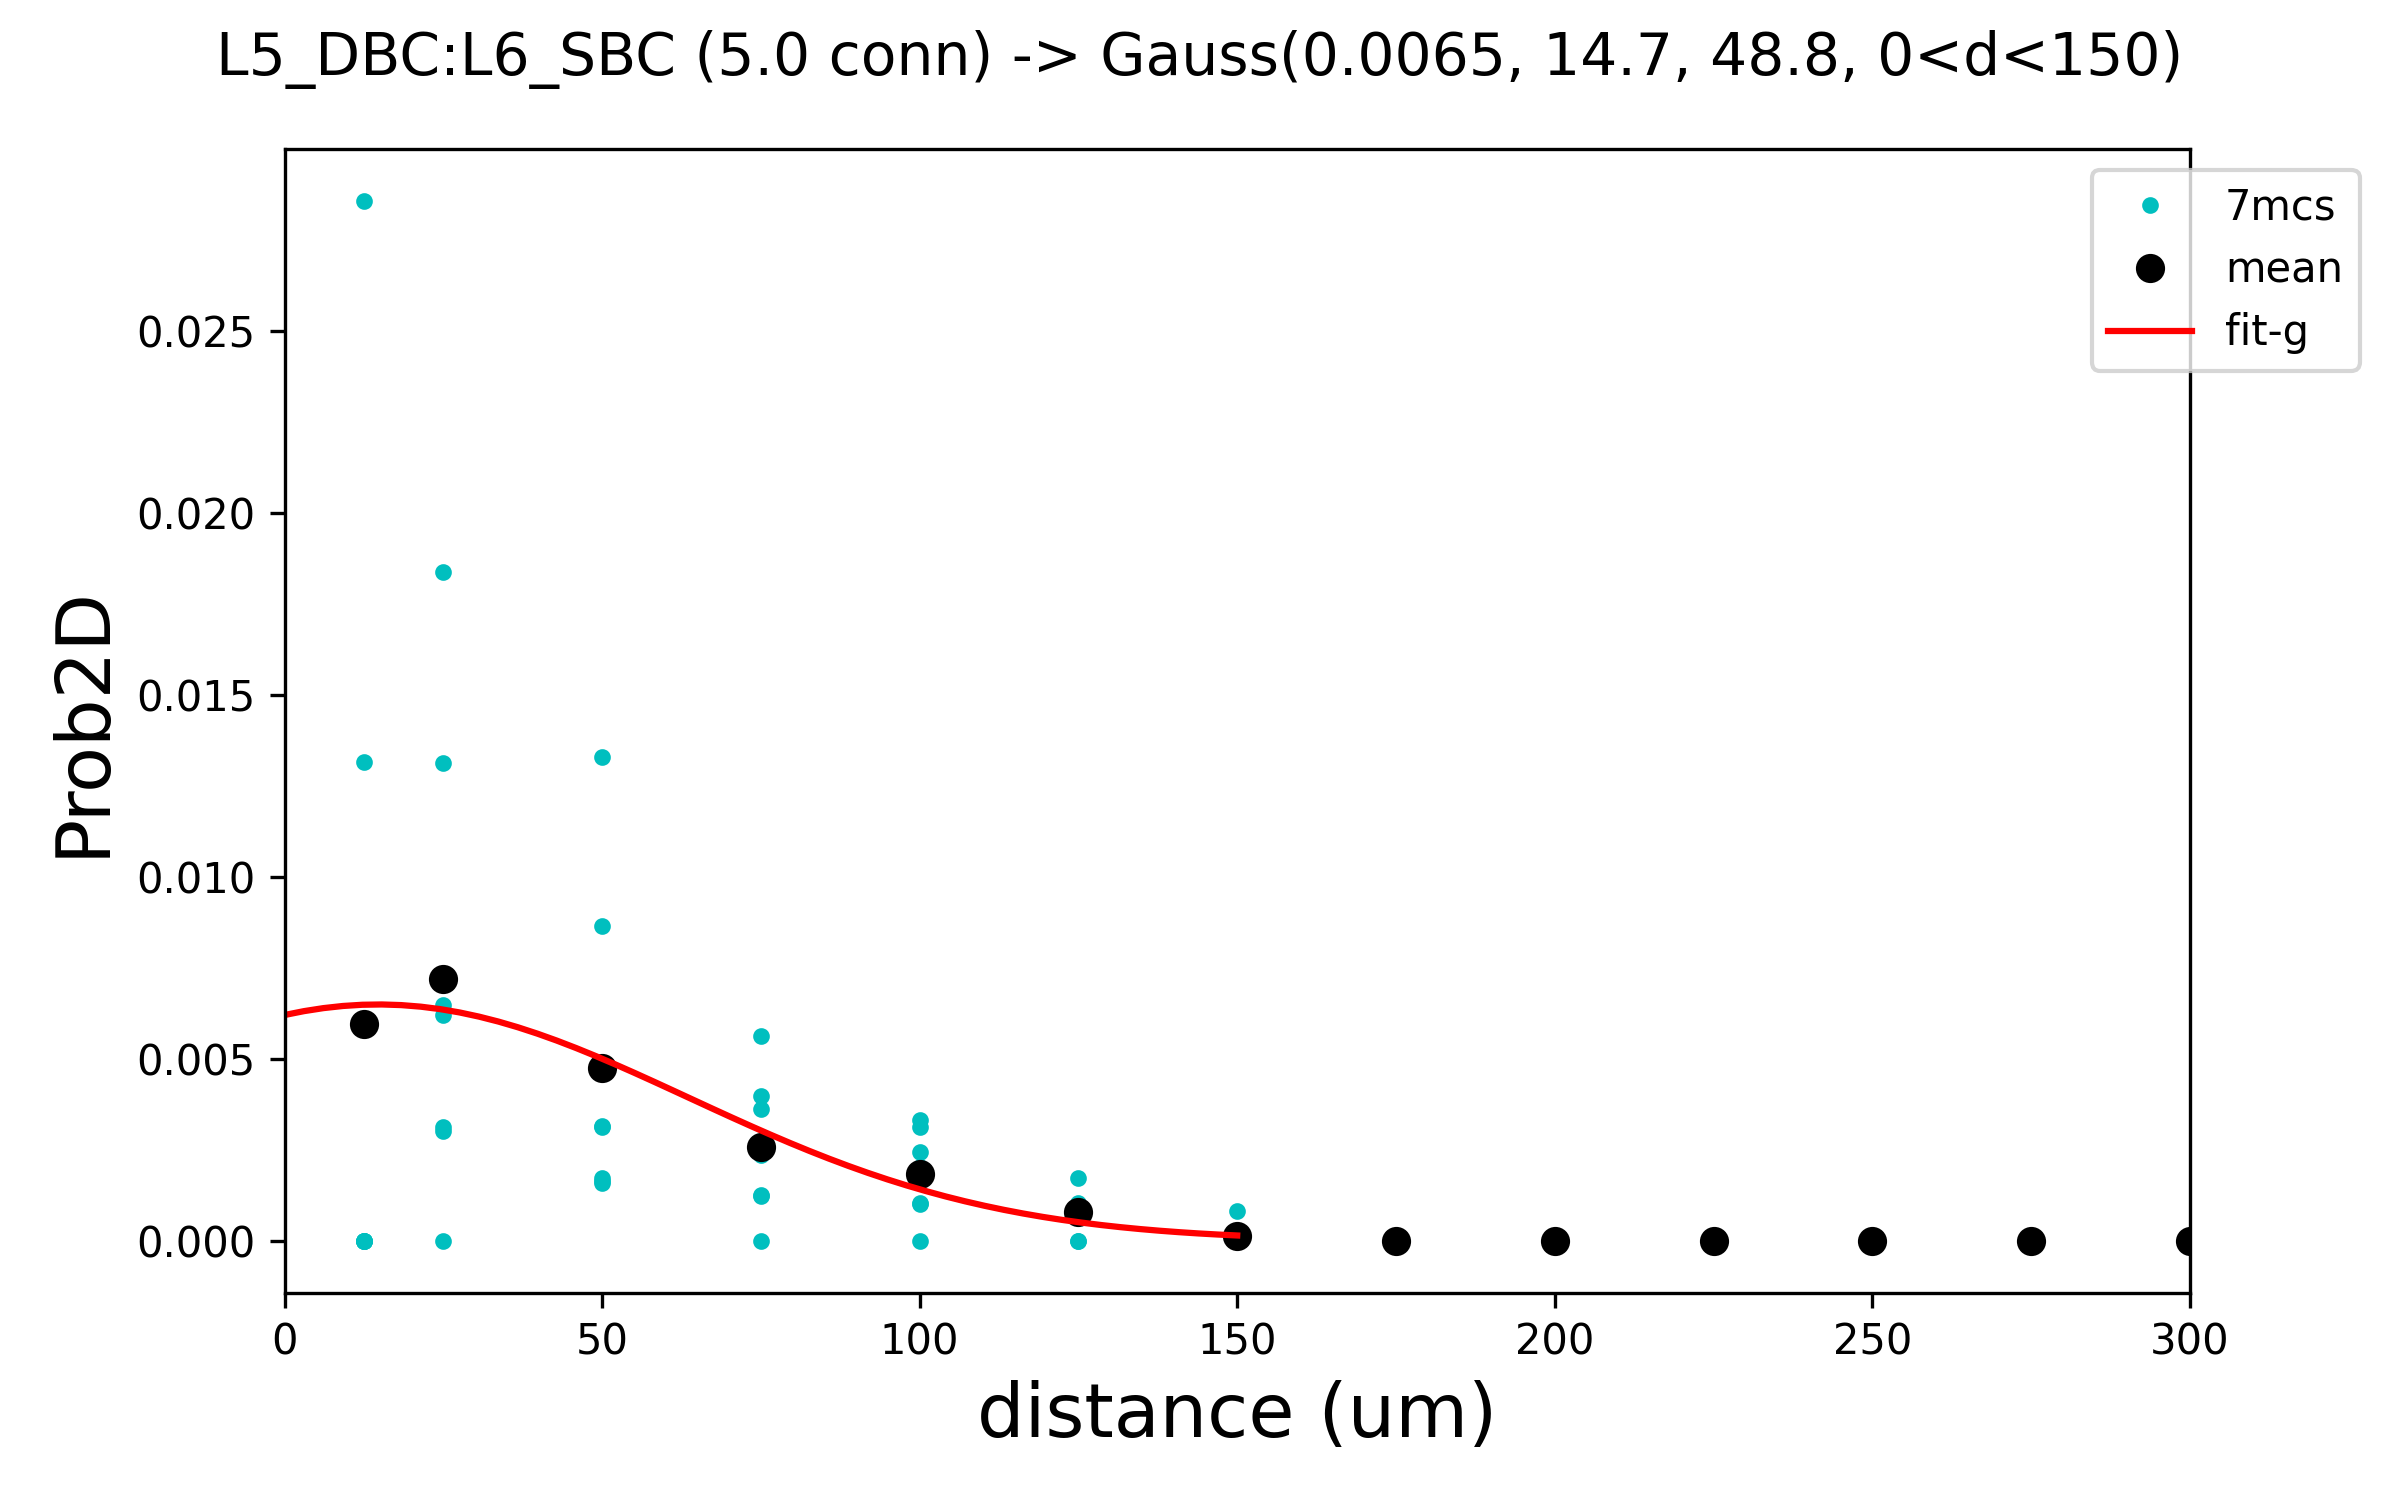 L5_DBC:L6_SBC (5.0 conn) -> Gauss(0.0065, 14.7, 48.8, 0<d<150)
7mcs
mean
fit-g
Prob2D
0.025
0.020
0.015
0.010
0.005
0.000
0 50 100 150 200 250 300
distance (um)